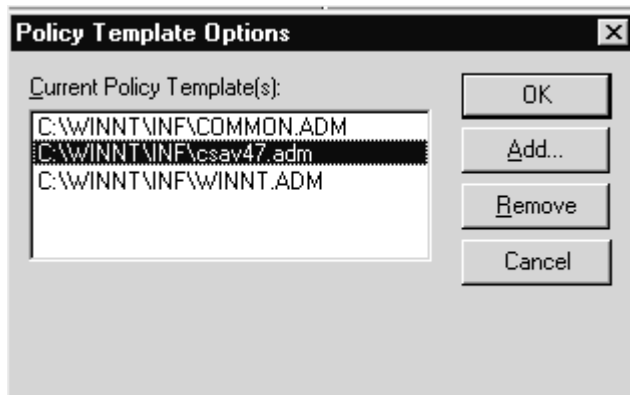 Policy Template Options
Current Policy Template(s):
C:\WINNT\INF\COMMON.ADM
C:\WINNT\INF\csav47.adm
C:\WINNT\INF\WINNT.ADM
OK
Add...
Remove
Cancel